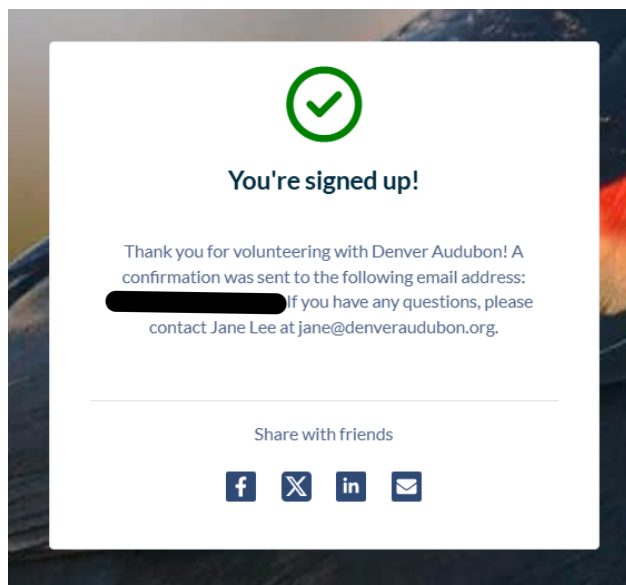 You're signed up!
Thank you for volunteering with Denver Audubon! A
confirmation was sent to the following email address:
If you have any questions, please
contact Jane Lee at jane@denveraudubon.org.
Share with friends
f X in